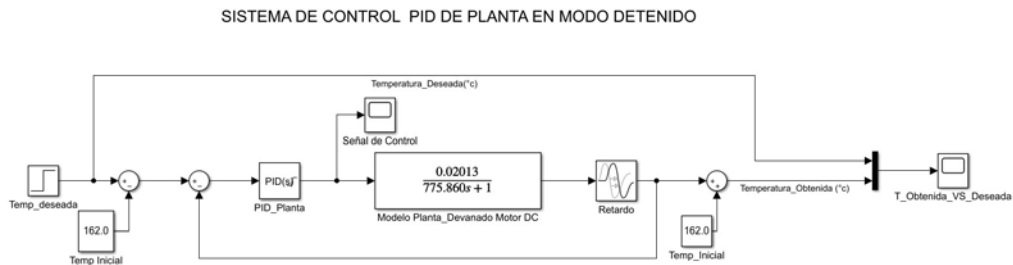 SISTEMA DE CONTROL PID DE PLANTA EN MODO DETENIDO
Temperatura_Deseada(°c)
Señal de Control
Temp_deseada
PID(s)
PID_Planta
0.02013
775.860s + 1
Modelo Planta_Devanado Motor DC
Retardo
Temperatura_Obtenida (°c)
T_Obtenida_VS_Deseada
162.0
Temp Inicial
162.0
Temp_Inicial